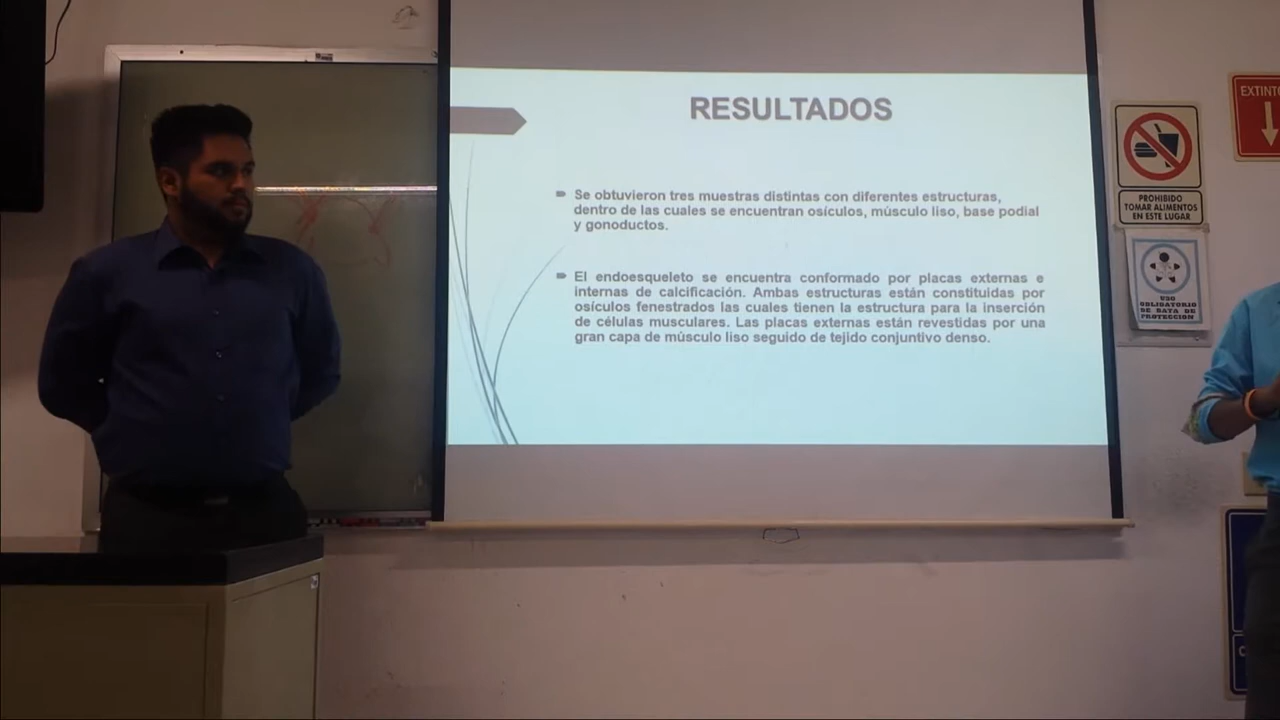 RESULTADOS
Se obtuvieron tres muestras distintas con diferentes estructuras,
dentro de las cuales se encuentran osículos, músculo liso, base podial
y gonoductos.
El endoesqueleto se encuentra conformado por placas externas e
internas de calcificación. Ambas estructuras están constituidas por
osículos fenestrados las cuales tienen la estructura para la inserción
de células musculares. Las placas externas están revestidas por una
gran capa de músculo liso seguido de tejido conjuntivo denso.
PROHIBIDO
TOMAR ALIMENTOS
EN ESTE LUGAR
USO
OBLIGATORIO
DE BATA DE
PROTECCION
EXTINTO